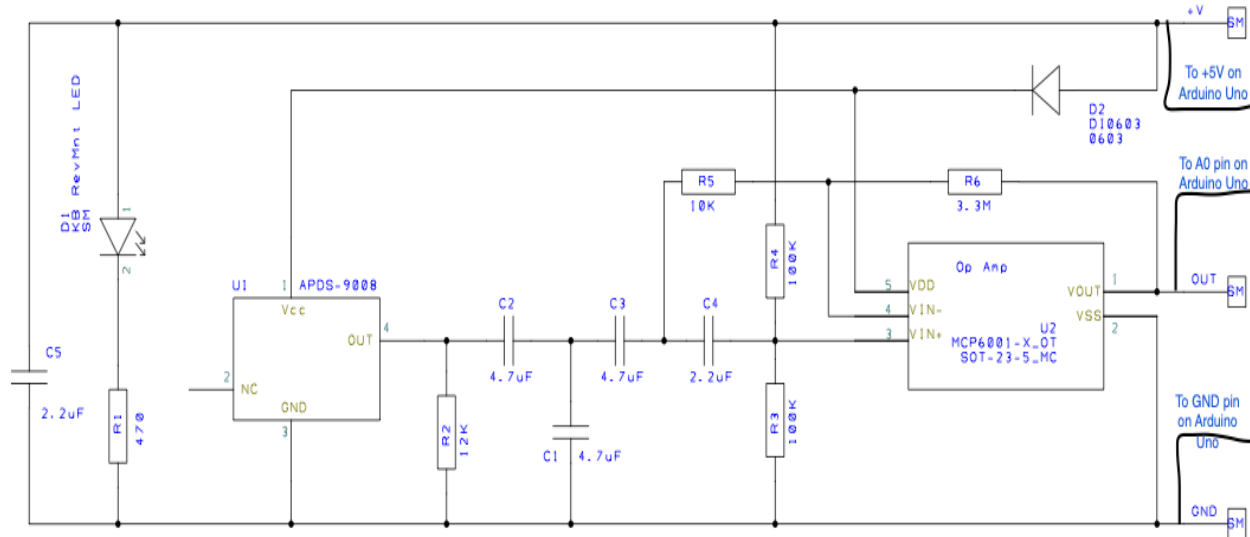 +V
SM
To +5V on
Arduino Uno
D2
DI0603
0603
To A0 pin on
Arduino Uno
D1
KB RevMnt LED
SM
1
2
R5
10K
R6
3.3M
R4
100K
U1
APDS-9008
1
Vcc
OUT
4
2
NC
GND
3
C2
4.7uF
C3
4.7uF
C4
2.2uF
Op Amp
5
VDD
4
VIN-
3
VIN+
VOUT
1
VSS
2
U2
MCP6001-X_OT
SOT-23-5_MC
OUT
SM
C5
2.2uF
R1
470
R2
12K
C1
4.7uF
R3
100K
To GND pin
on Arduino
Uno
GND
SM